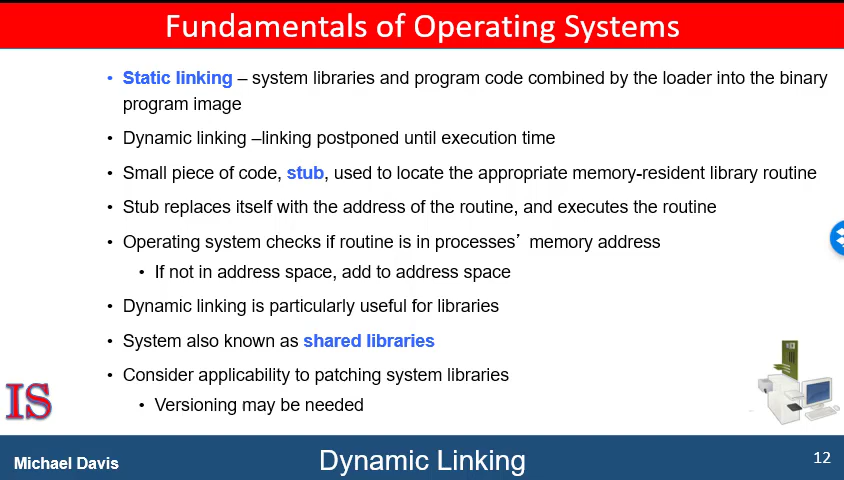 Fundamentals of Operating Systems
• Static linking – system libraries and program code combined by the loader into the binary
program image
• Dynamic linking –linking postponed until execution time
• Small piece of code, stub, used to locate the appropriate memory-resident library routine
• Stub replaces itself with the address of the routine, and executes the routine
• Operating system checks if routine is in processes’ memory address
• If not in address space, add to address space
• Dynamic linking is particularly useful for libraries
• System also known as shared libraries
• Consider applicability to patching system libraries
• Versioning may be needed
IS
Michael Davis
Dynamic Linking
12